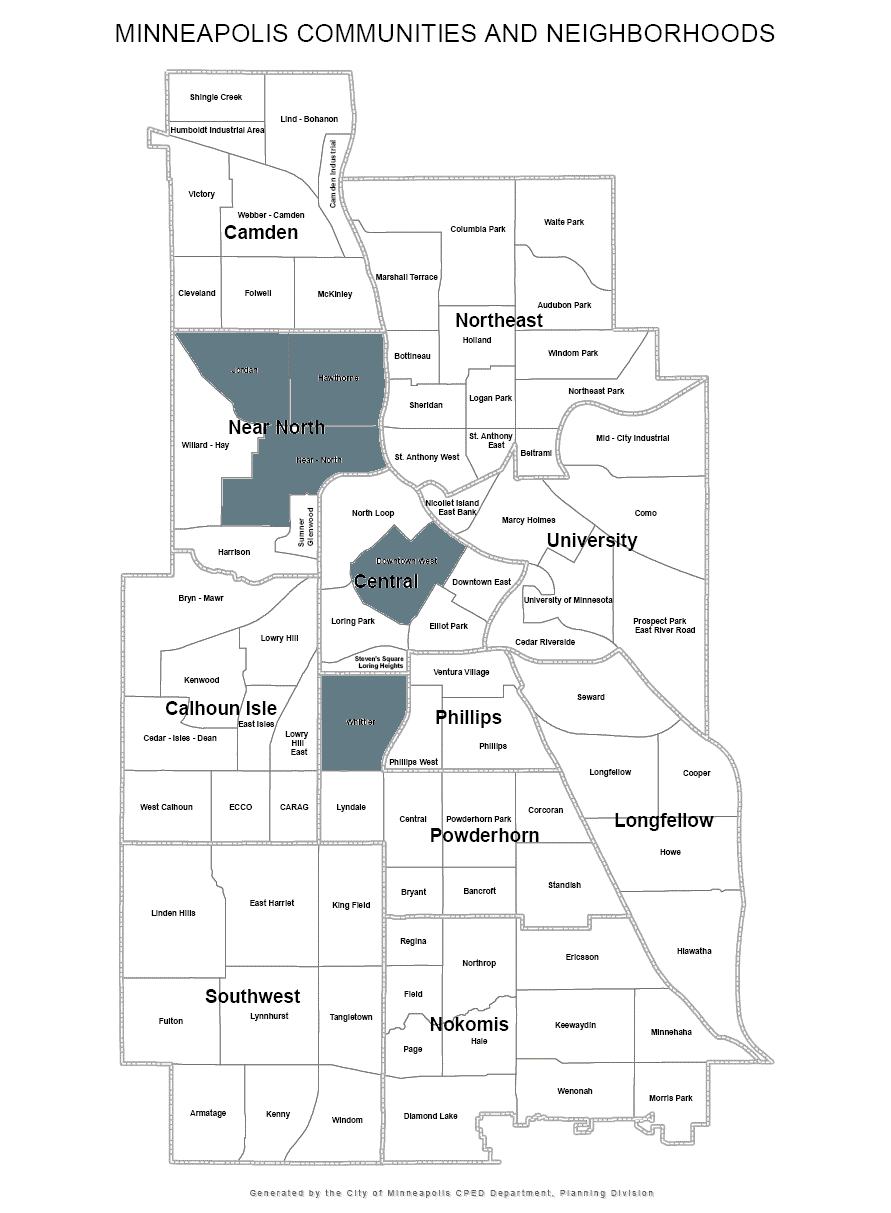 MINNEAPOLIS COMMUNITIES AND NEIGHBORHOODS
Shingle Creek
Lind - Bohanon
Humboldt Industrial Area
Camden Industrial
Victory
Webber - Camden
Camden
Cleveland
Folwell
McKinley
Columbia Park
Waite Park
Marshall Terrace
Audubon Park
Northeast
Holland
Bottineau
Windom Park
Northeast Park
Sheridan
Logan Park
Mid - City Industrial
St. Anthony West
St. Anthony
East
Beltrami
Jordan
Hawthorne
Near North
Willard - Hay
Near - North
Sumner
Glenwood
Harrison
North Loop
Nicollet Island
East Bank
Marcy Holmes
Como
University
Downtown West
Central
Downtown East
University of Minnesota
Prospect Park
East River Road
Loring Park
Elliot Park
Cedar Riverside
Steven's Square
Loring Heights
Bryn - Mawr
Lowry Hill
Kenwood
Calhoun Isle
East Isles
Cedar - Isles - Dean
Lowry
Hill
East
Whittier
Ventura Village
Phillips
Phillips
Phillips West
Seward
Longfellow
Cooper
West Calhoun
ECCO
CARAG
Lyndale
Central
Powderhorn Park
Corcoran
Powderhorn
Longfellow
Howe
Bryant
Bancroft
Standish
Linden Hills
East Harriet
King Field
Regina
Northrop
Ericsson
Hiawatha
Southwest
Fulton
Lynnhurst
Tangletown
Field
Nokomis
Page
Hale
Keewaydin
Minnehaha
Wenonah
Morris Park
Armatage
Kenny
Windom
Diamond Lake
Generated by the City of Minneapolis CPED Department, Planning Division